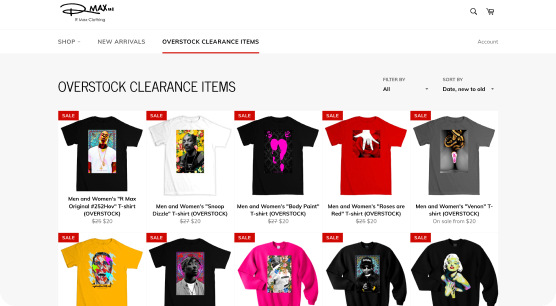 R MAX ME
R Maxx Clothing
SHOP
NEW ARRIVALS
OVERSTOCK CLEARANCE ITEMS
Account
OVERSTOCK CLEARANCE ITEMS
FILTER BY
All
SORT BY
Date, new to old
SALE
SALE
SALE
SALE
SALE
Men and Women's "R Max
Original #252Hov" T-shirt
(OVERSTOCK)
$25 $20
Men and Women's "Snoop
Dizzle" T-shirt (OVERSTOCK)
$27 $20
Men and Women's "Body Paint"
T-shirt (OVERSTOCK)
$27 $20
Men and Women's "Roses are
Red" T-shirt (OVERSTOCK)
$25 $20
Men and Women's "Venon" T-
shirt (OVERSTOCK)
On sale from $20
SALE
SALE
SALE
SALE
SALE